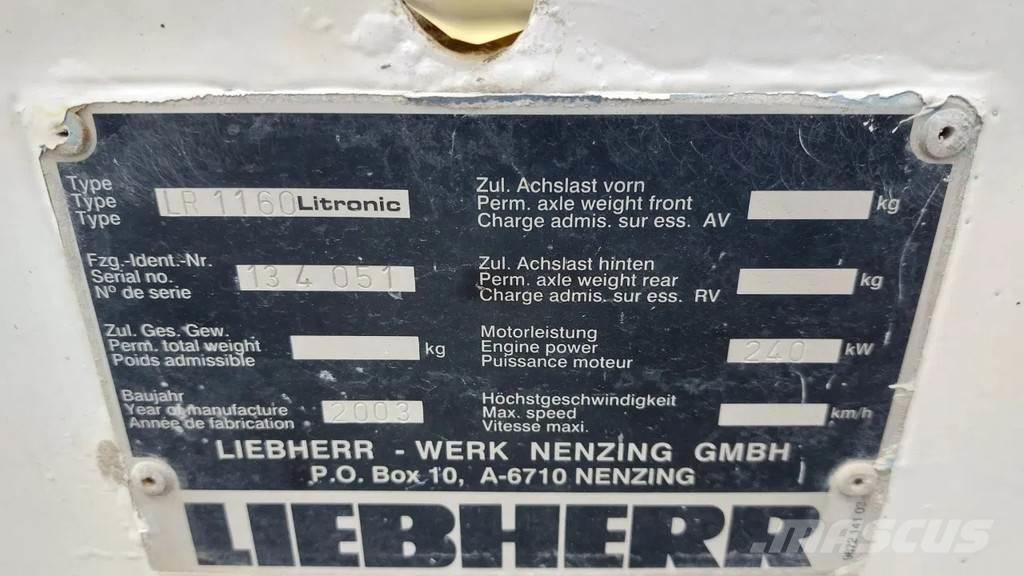 Type
Type LR 1160 Litronic
Type
Zul. Achslast vorn
Perm. axle weight front kg
Charge admis. sur ess. AV
Fzg.-Ident.-Nr.
Serial no. 134 051
Nº de serie
Zul. Achslast hinten
Perm. axle weight rear kg
Charge admis. sur ess. RV
Zul. Ges. Gew.
Perm. total weight kg
Poids admissible
Motorleistung
Engine power 240 kW
Puissance moteur
Baujahr
Year of manufacture 2003
Année de fabrication
Höchstgeschwindigkeit
Max. speed km/h
Vitesse maxi.
LIEBHERR - WERK NENZING GMBH
P.O. Box 10, A-6710 NENZING
LIEBHERR
MASCUS